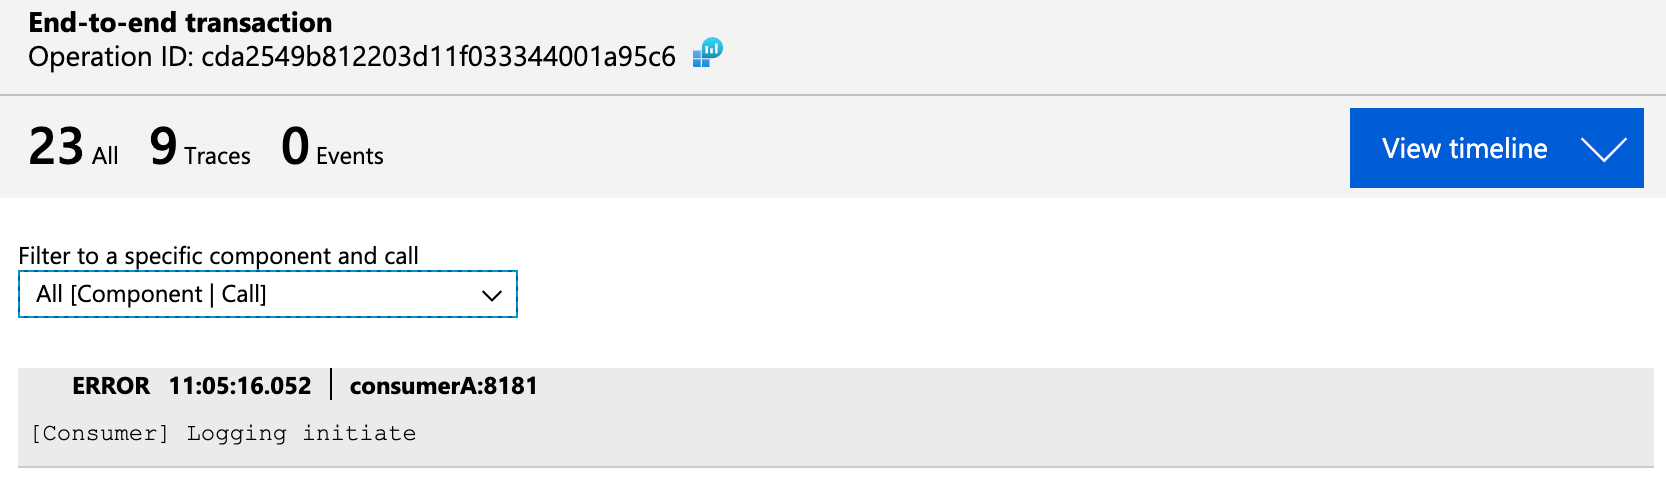 End-to-end transaction
Operation ID: cda2549b812203d11f033344001a95c6
23 All 9 Traces 0 Events
View timeline
Filter to a specific component and call
All [Component | Call]
ERROR 11:05:16.052 | consumerA:8181
[Consumer] Logging initiate